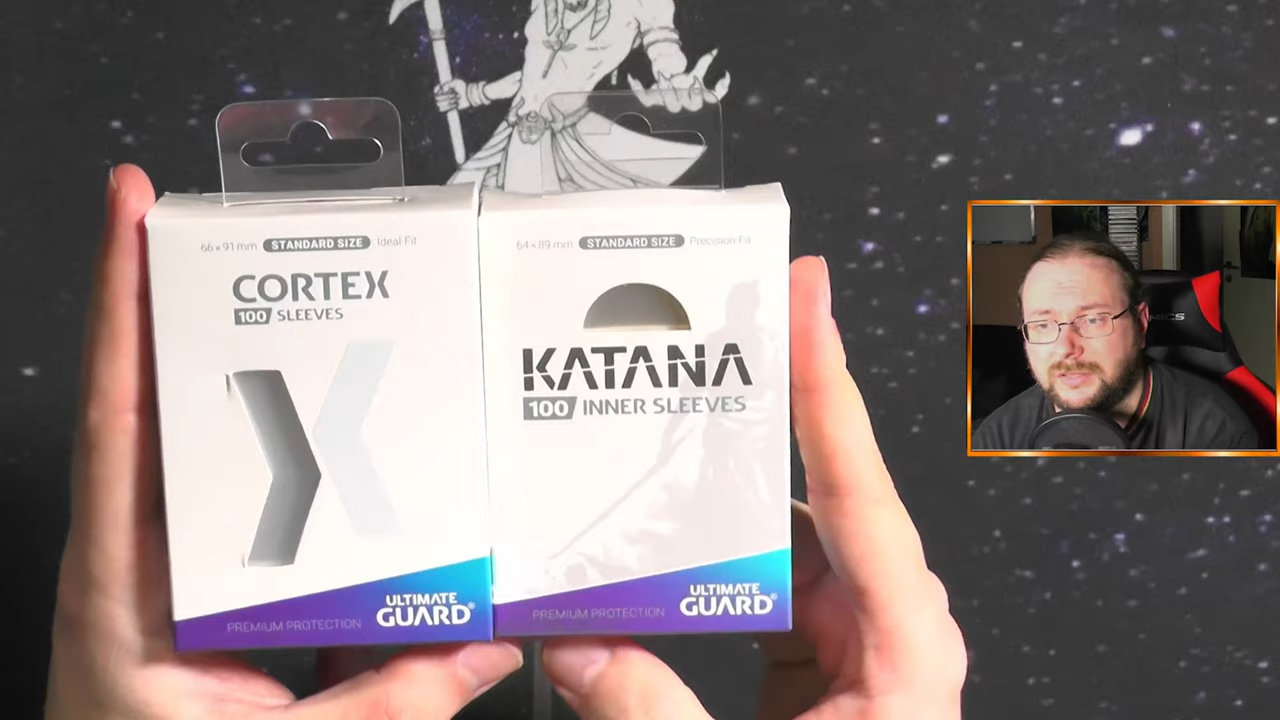 66 x 91 mm STANDARD SIZE Ideal Fit
CORTEX
100 SLEEVES
PREMIUM PROTECTION
ULTIMATE
GUARD®
64 x 89 mm STANDARD SIZE Precision Fit
KATANA
100 INNER SLEEVES
PREMIUM PROTECTION
ULTIMATE
GUARD®